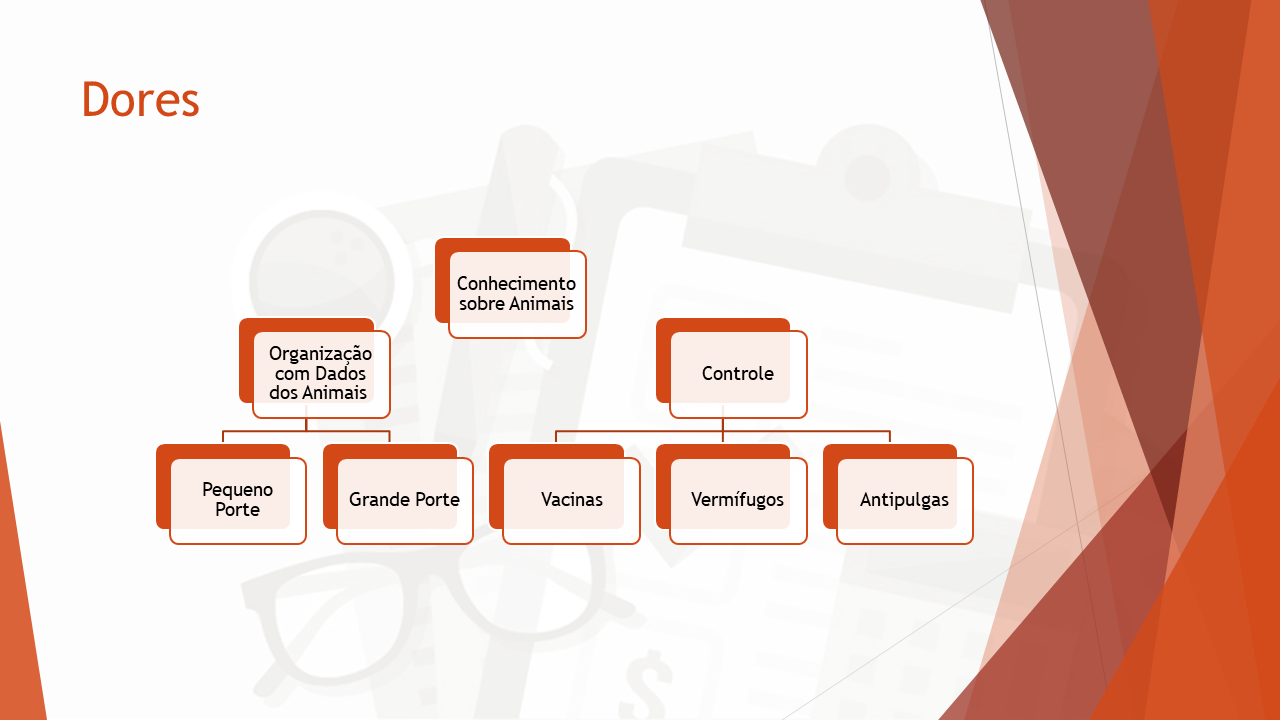 Dores
Conhecimento
sobre Animais
Organização
com Dados
dos Animais
Controle
Pequeno
Porte
Grande Porte
Vacinas
Vermífugos
Antipulgas
$